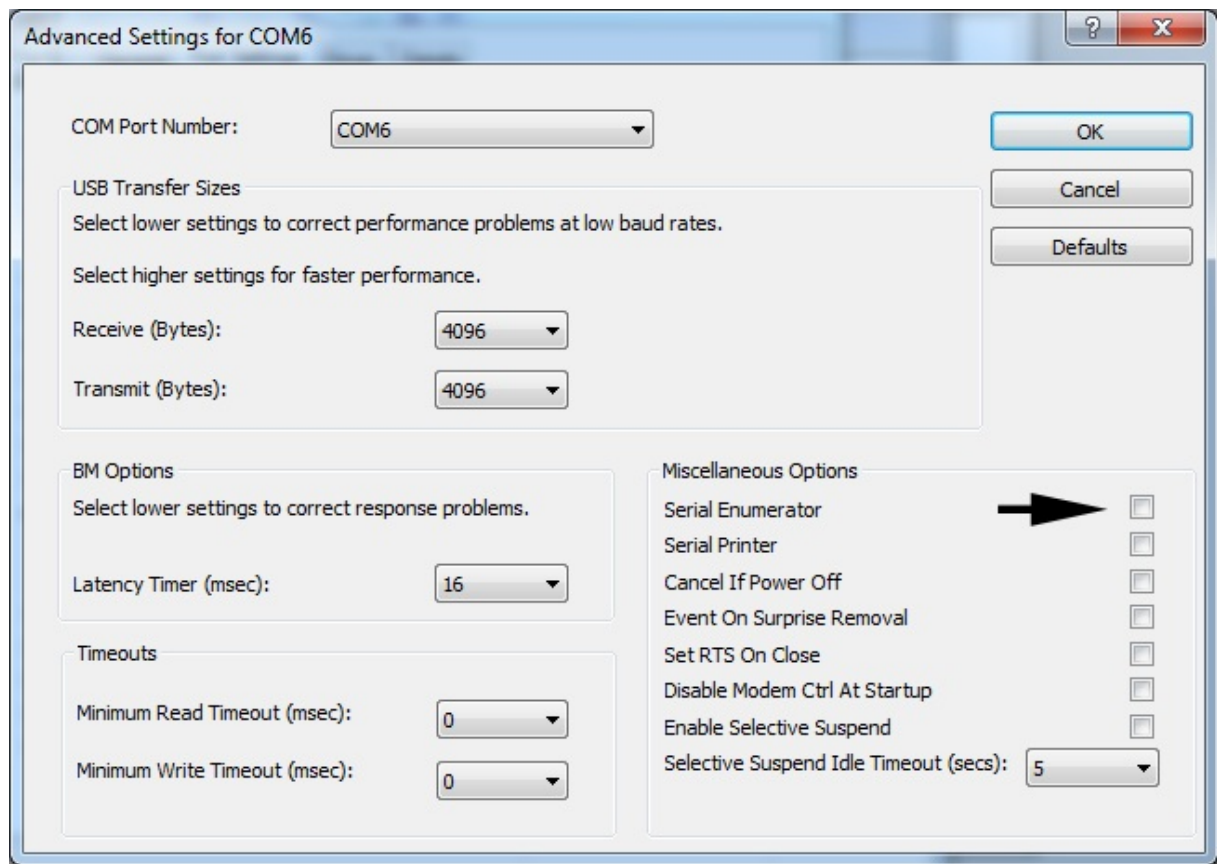 Advanced Settings for COM6
COM Port Number: COM6
OK
USB Transfer Sizes
Cancel
Select lower settings to correct performance problems at low baud rates.
Defaults
Select higher settings for faster performance.
Receive (Bytes): 4096
Transmit (Bytes): 4096
BM Options
Select lower settings to correct response problems.
Latency Timer (msec): 16
Timeouts
Minimum Read Timeout (msec): 0
Minimum Write Timeout (msec): 0
Miscellaneous Options
Serial Enumerator
Serial Printer
Cancel If Power Off
Event On Surprise Removal
Set RTS On Close
Disable Modem Ctrl At Startup
Enable Selective Suspend
Selective Suspend Idle Timeout (secs): 5